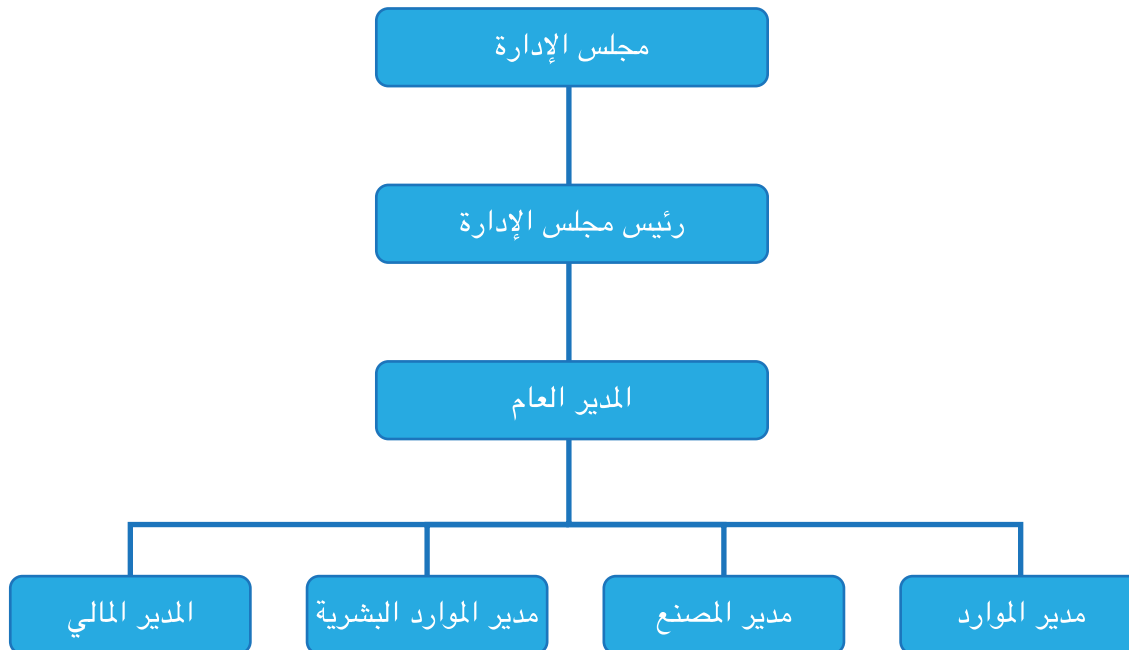 مجلس الإدارة
رئيس مجلس الإدارة
المدير العام
مدير الموارد
مدير المصنع
مدير الموارد البشرية
المدير المالي